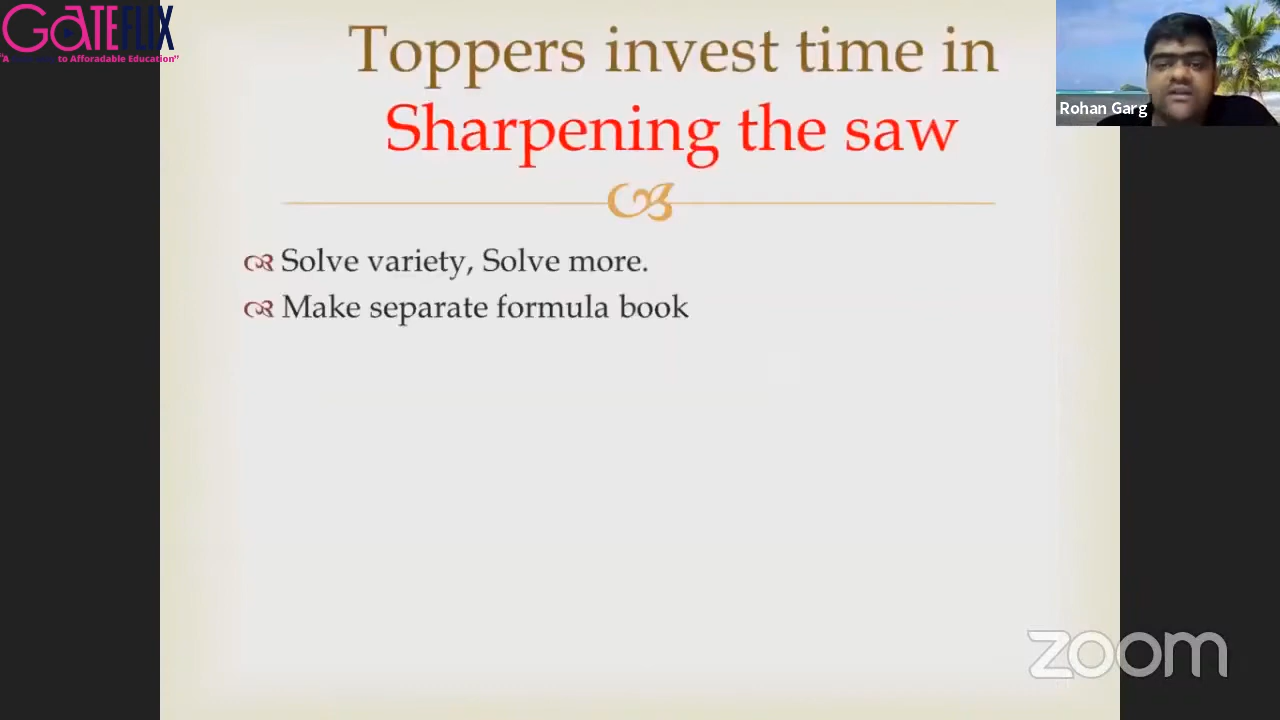 GATEFLIX
to Afforadable Education"
Toppers invest time in
Sharpening the saw
Rohan Garg
Solve variety, Solve more.
Make separate formula book
zoom